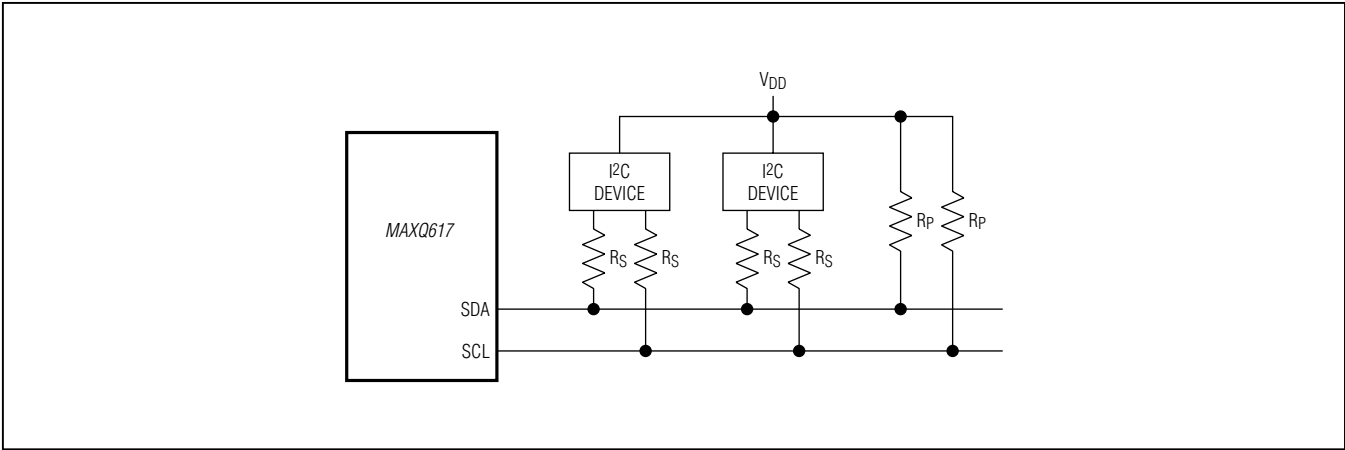 VDD
I2C
DEVICE
I2C
DEVICE
MAXQ617
RS
RS
RS
RS
RP
RP
SDA
SCL